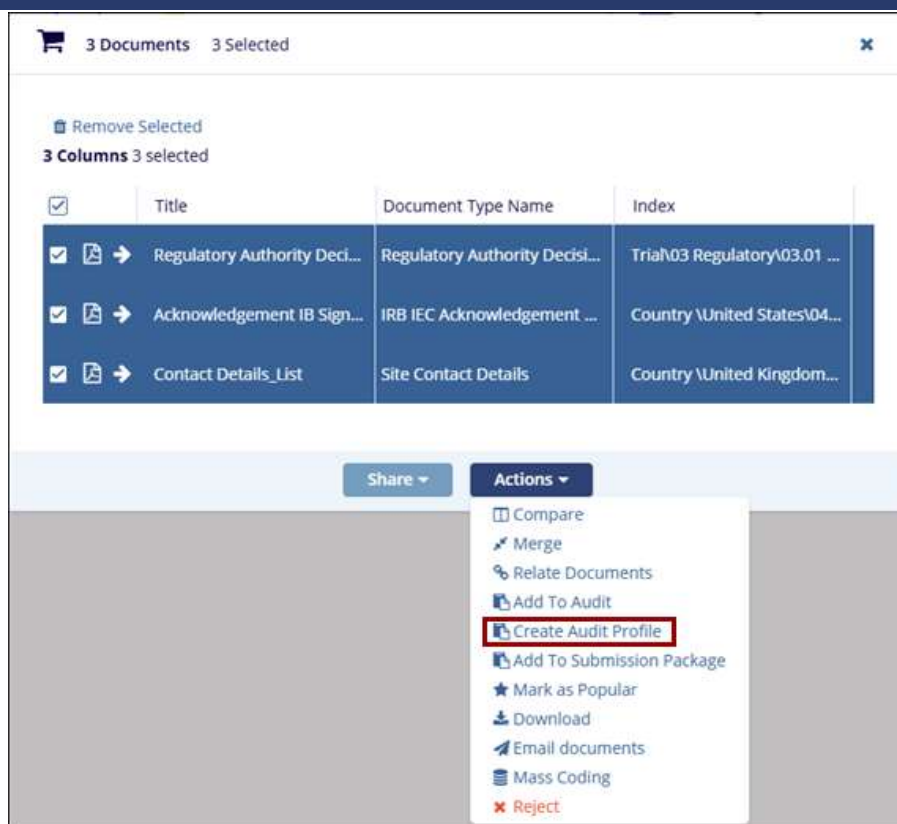 3 Documents 3 Selected
Remove Selected
3 Columns 3 selected
Title Document Type Name Index
Regulatory Authority Deci... Regulatory Authority Decisi... Trial\03 Regulatory\03.01 ...
Acknowledgement IB Sign... IRB IEC Acknowledgement ... Country \United States\04...
Contact Details_List Site Contact Details Country \United Kingdom...
Share Actions
Compare
Merge
Relate Documents
Add To Audit
Create Audit Profile
Add To Submission Package
Mark as Popular
Download
Email documents
Mass Coding
Reject